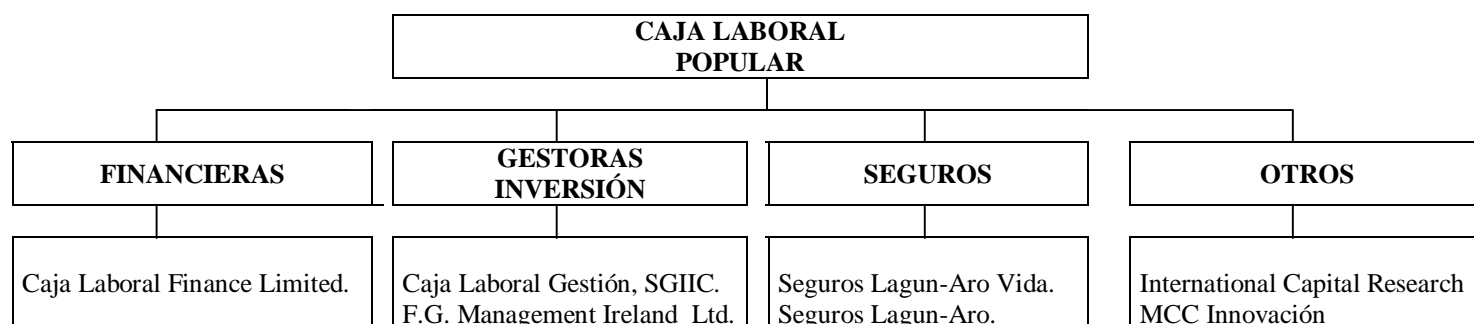 CAJA LABORAL
POPULAR
FINANCIERAS
GESTORAS
INVERSIÓN
SEGUROS
OTROS
Caja Laboral Finance Limited.
Caja Laboral Gestión, SGIIC.
F.G. Management Ireland Ltd.
Seguros Lagun-Aro Vida.
Seguros Lagun-Aro.
International Capital Research
MCC Innovación